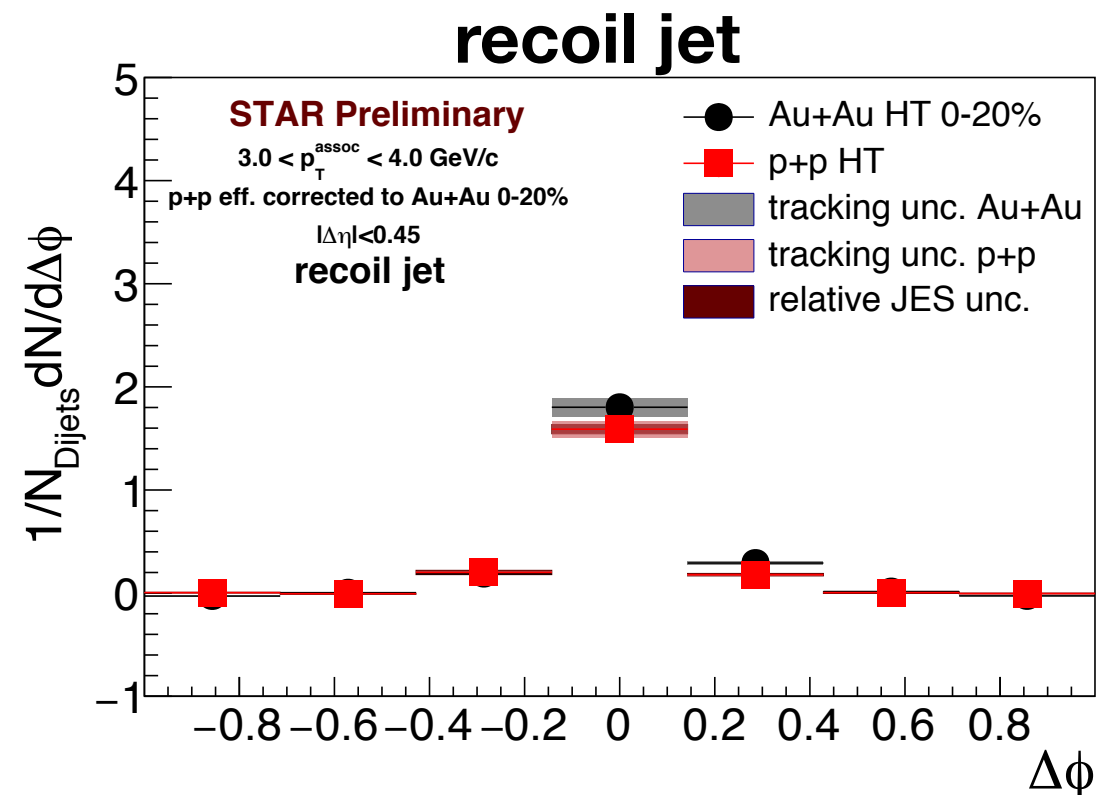 recoil jet
STAR Preliminary
3.0 < p_T^assoc < 4.0 GeV/c
p+p eff. corrected to Au+Au 0-20%
|Δη|<0.45
recoil jet
Au+Au HT 0-20%
p+p HT
tracking unc. Au+Au
tracking unc. p+p
relative JES unc.
1/N_Dijets dN/dΔϕ
5
4
3
2
1
0
−1
−0.8 −0.6 −0.4 −0.2 0 0.2 0.4 0.6 0.8
Δϕ